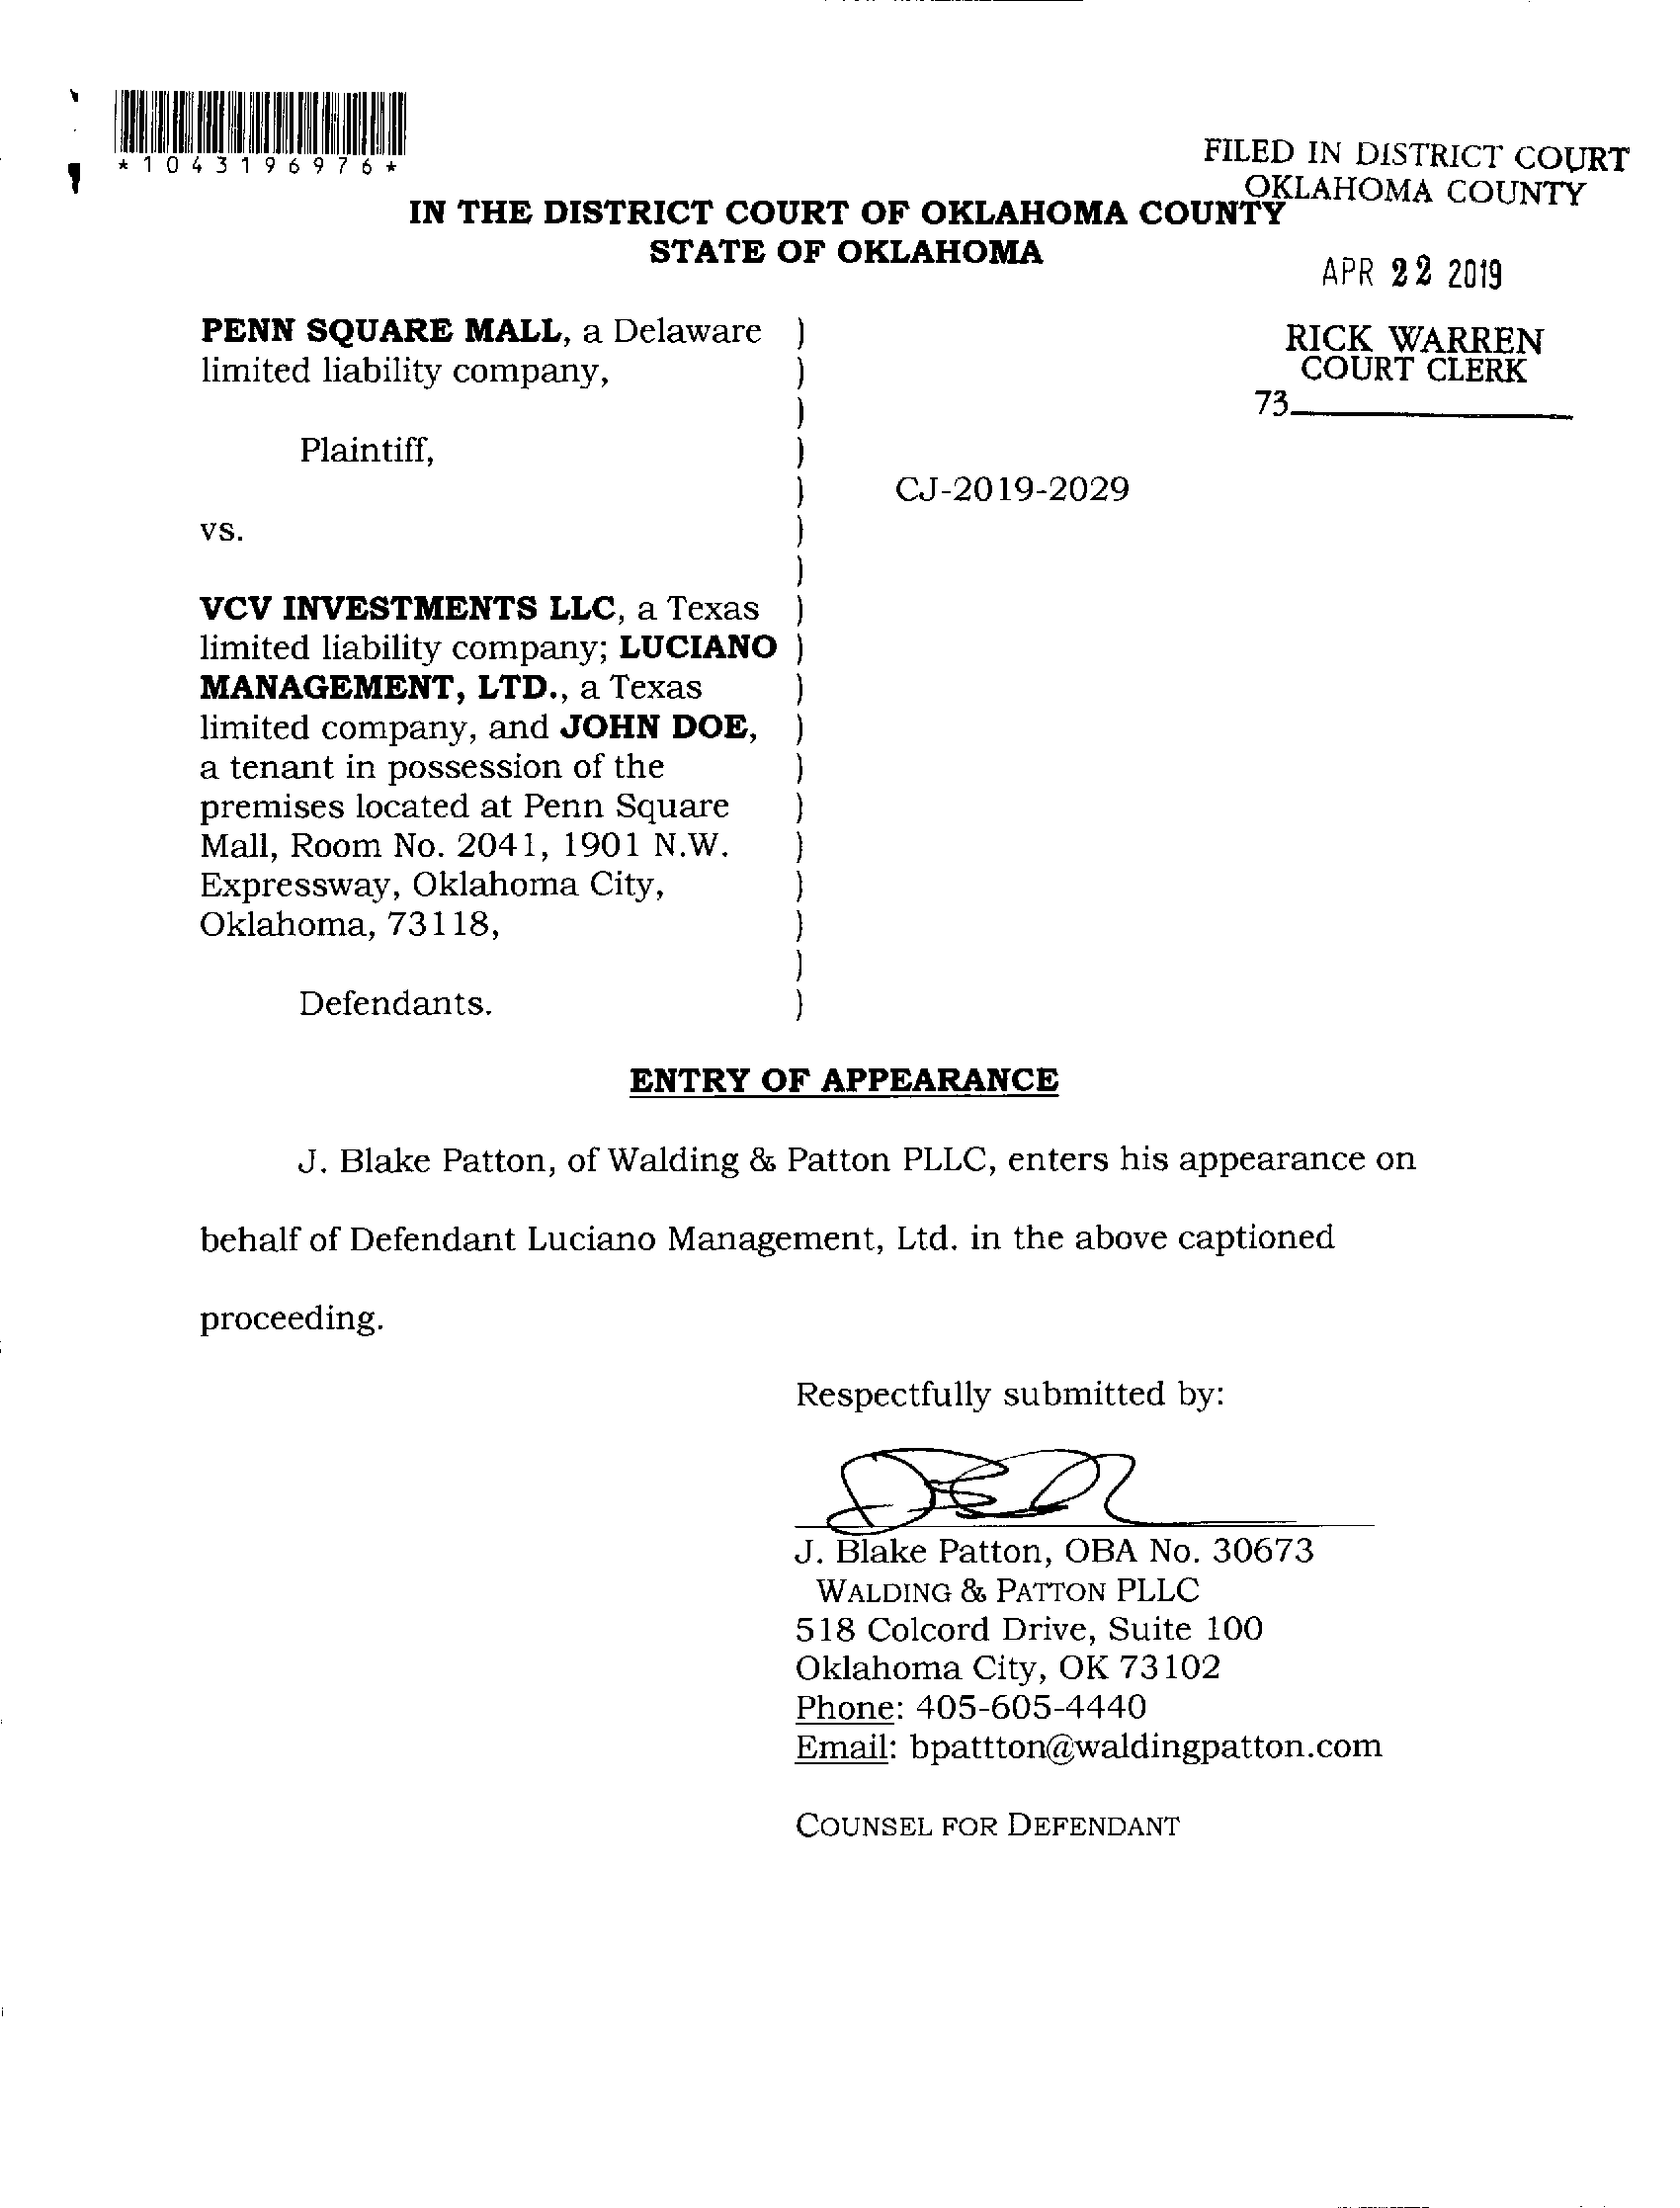 *1043196976*
FILED IN DISTRICT COURT
OKLAHOMA COUNTY
IN THE DISTRICT COURT OF OKLAHOMA COUNTY
STATE OF OKLAHOMA
APR 22 2019
RICK WARREN
COURT CLERK
73
PENN SQUARE MALL, a Delaware )
limited liability company, )
)
Plaintiff, )
) CJ-2019-2029
vs. )
)
VCV INVESTMENTS LLC, a Texas )
limited liability company; LUCIANO )
MANAGEMENT, LTD., a Texas )
limited company, and JOHN DOE, )
a tenant in possession of the )
premises located at Penn Square )
Mall, Room No. 2041, 1901 N.W. )
Expressway, Oklahoma City, )
Oklahoma, 73118, )
)
Defendants. )
ENTRY OF APPEARANCE
J. Blake Patton, of Walding & Patton PLLC, enters his appearance on
behalf of Defendant Luciano Management, Ltd. in the above captioned
proceeding.
Respectfully submitted by:
J. Blake Patton, OBA No. 30673
WALDING & PATTON PLLC
518 Colcord Drive, Suite 100
Oklahoma City, OK 73102
Phone: 405-605-4440
Email: bpattton@waldingpatton.com
COUNSEL FOR DEFENDANT